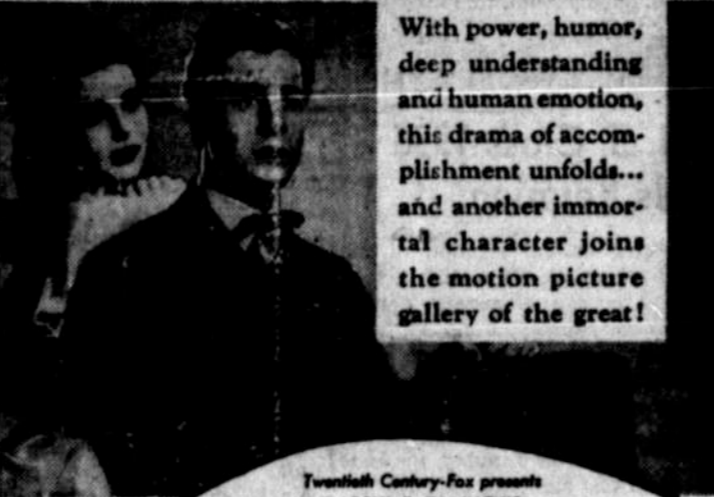 With power, humor,
deep understanding
and human emotion,
this drama of accom-
plishment unfolds...
and another immor-
tal character joins
the motion picture
gallery of the great!
Twentieth Century-Fox presents